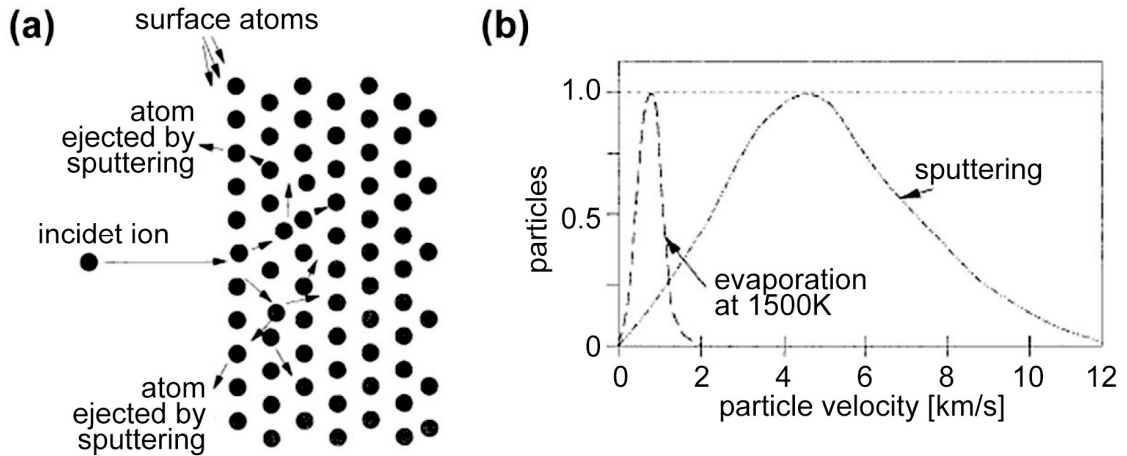 (a)
surface atoms
atom
ejected by
sputtering
incidet ion
atom
ejected by
sputtering
(b)
1.0
0.5
0
particles
sputtering
evaporation
at 1500K
0 2 4 6 8 10 12
particle velocity [km/s]